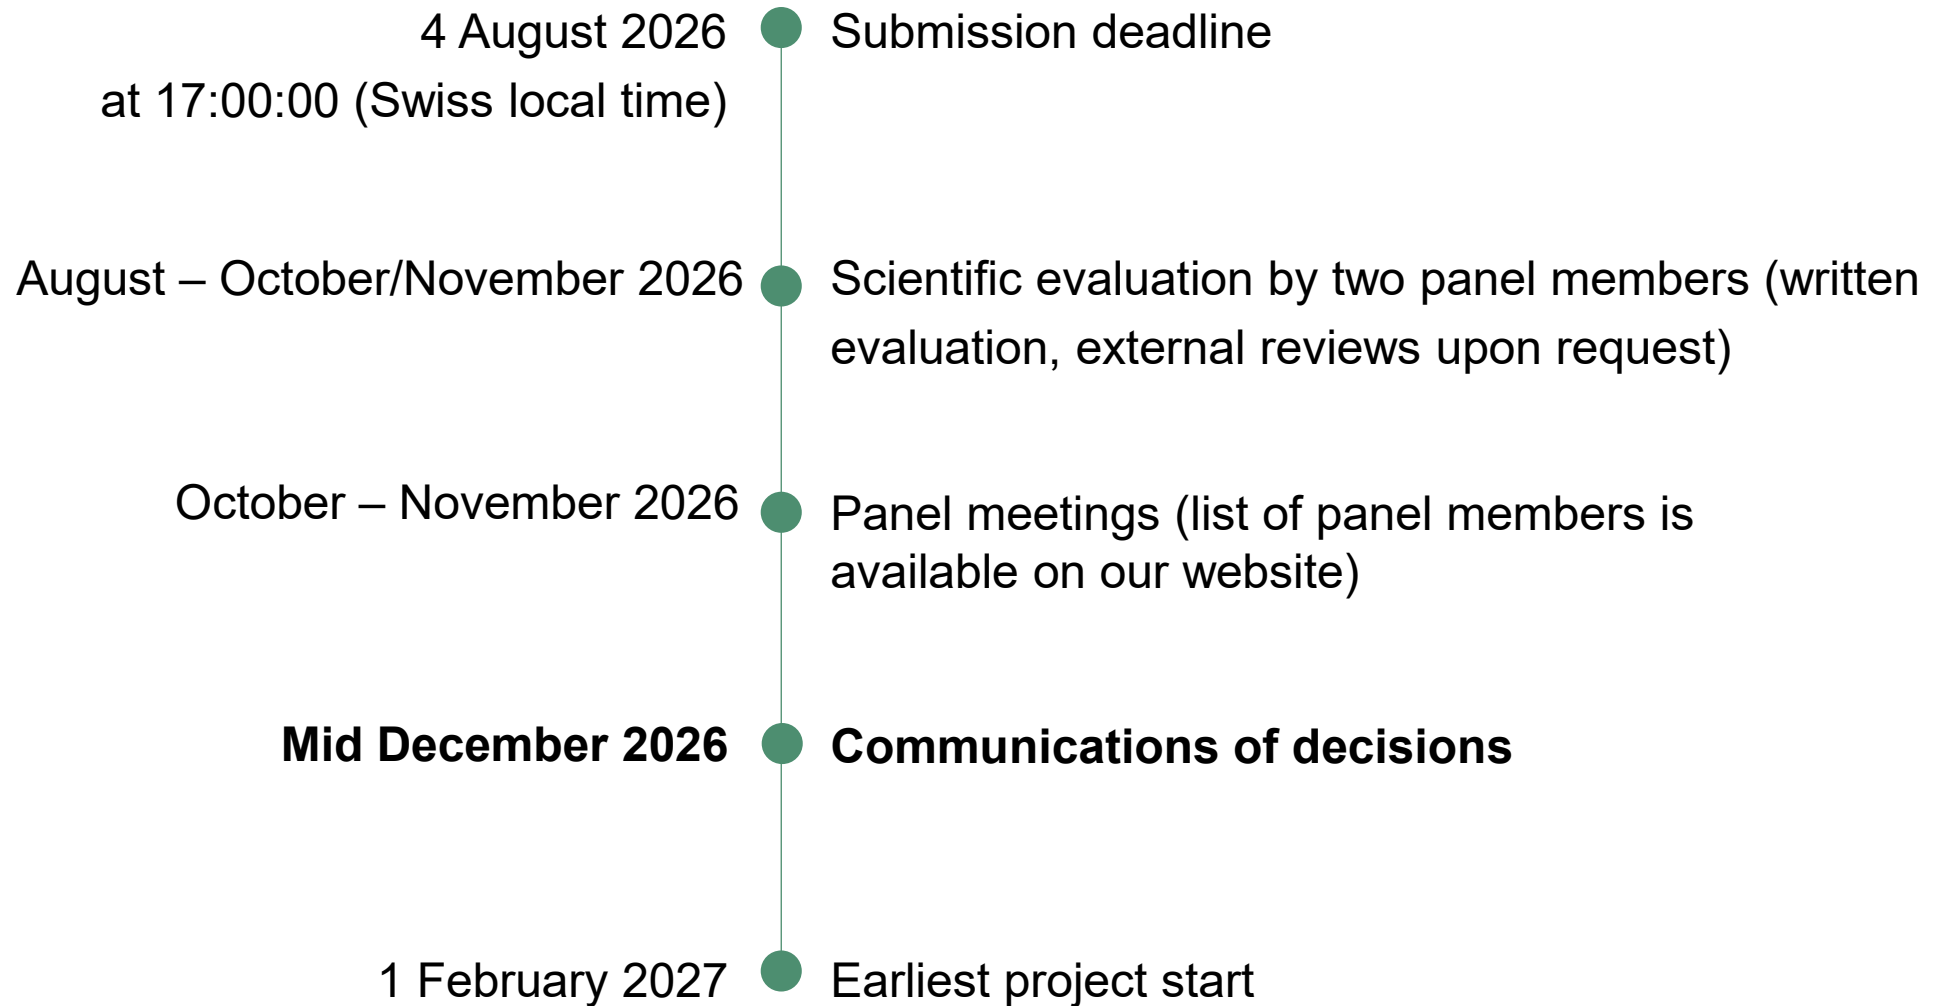 4 August 2026
at 17:00:00 (Swiss local time)
Submission deadline
August – October/November 2026
Scientific evaluation by two panel members (written
evaluation, external reviews upon request)
October – November 2026
Panel meetings (list of panel members is
available on our website)
Mid December 2026
Communications of decisions
1 February 2027
Earliest project start